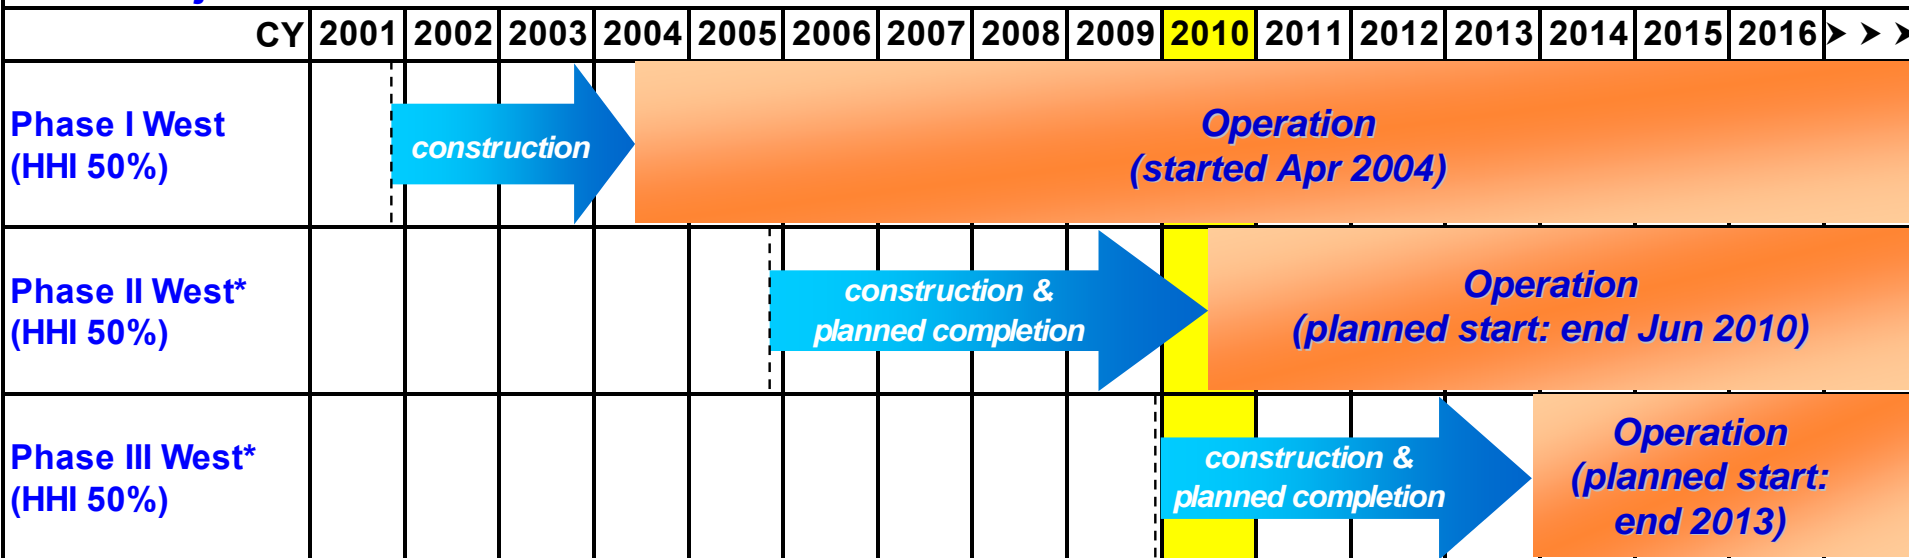 CY 2001 2002 2003 2004 2005 2006 2007 2008 2009 2010 2011 2012 2013 2014 2015 2016
Phase I West
(HHI 50%)
construction
Operation
(started Apr 2004)
Phase II West*
(HHI 50%)
construction &
planned completion
Operation
(planned start: end Jun 2010)
Phase III West*
(HHI 50%)
construction &
planned completion
Operation
(planned start:
end 2013)